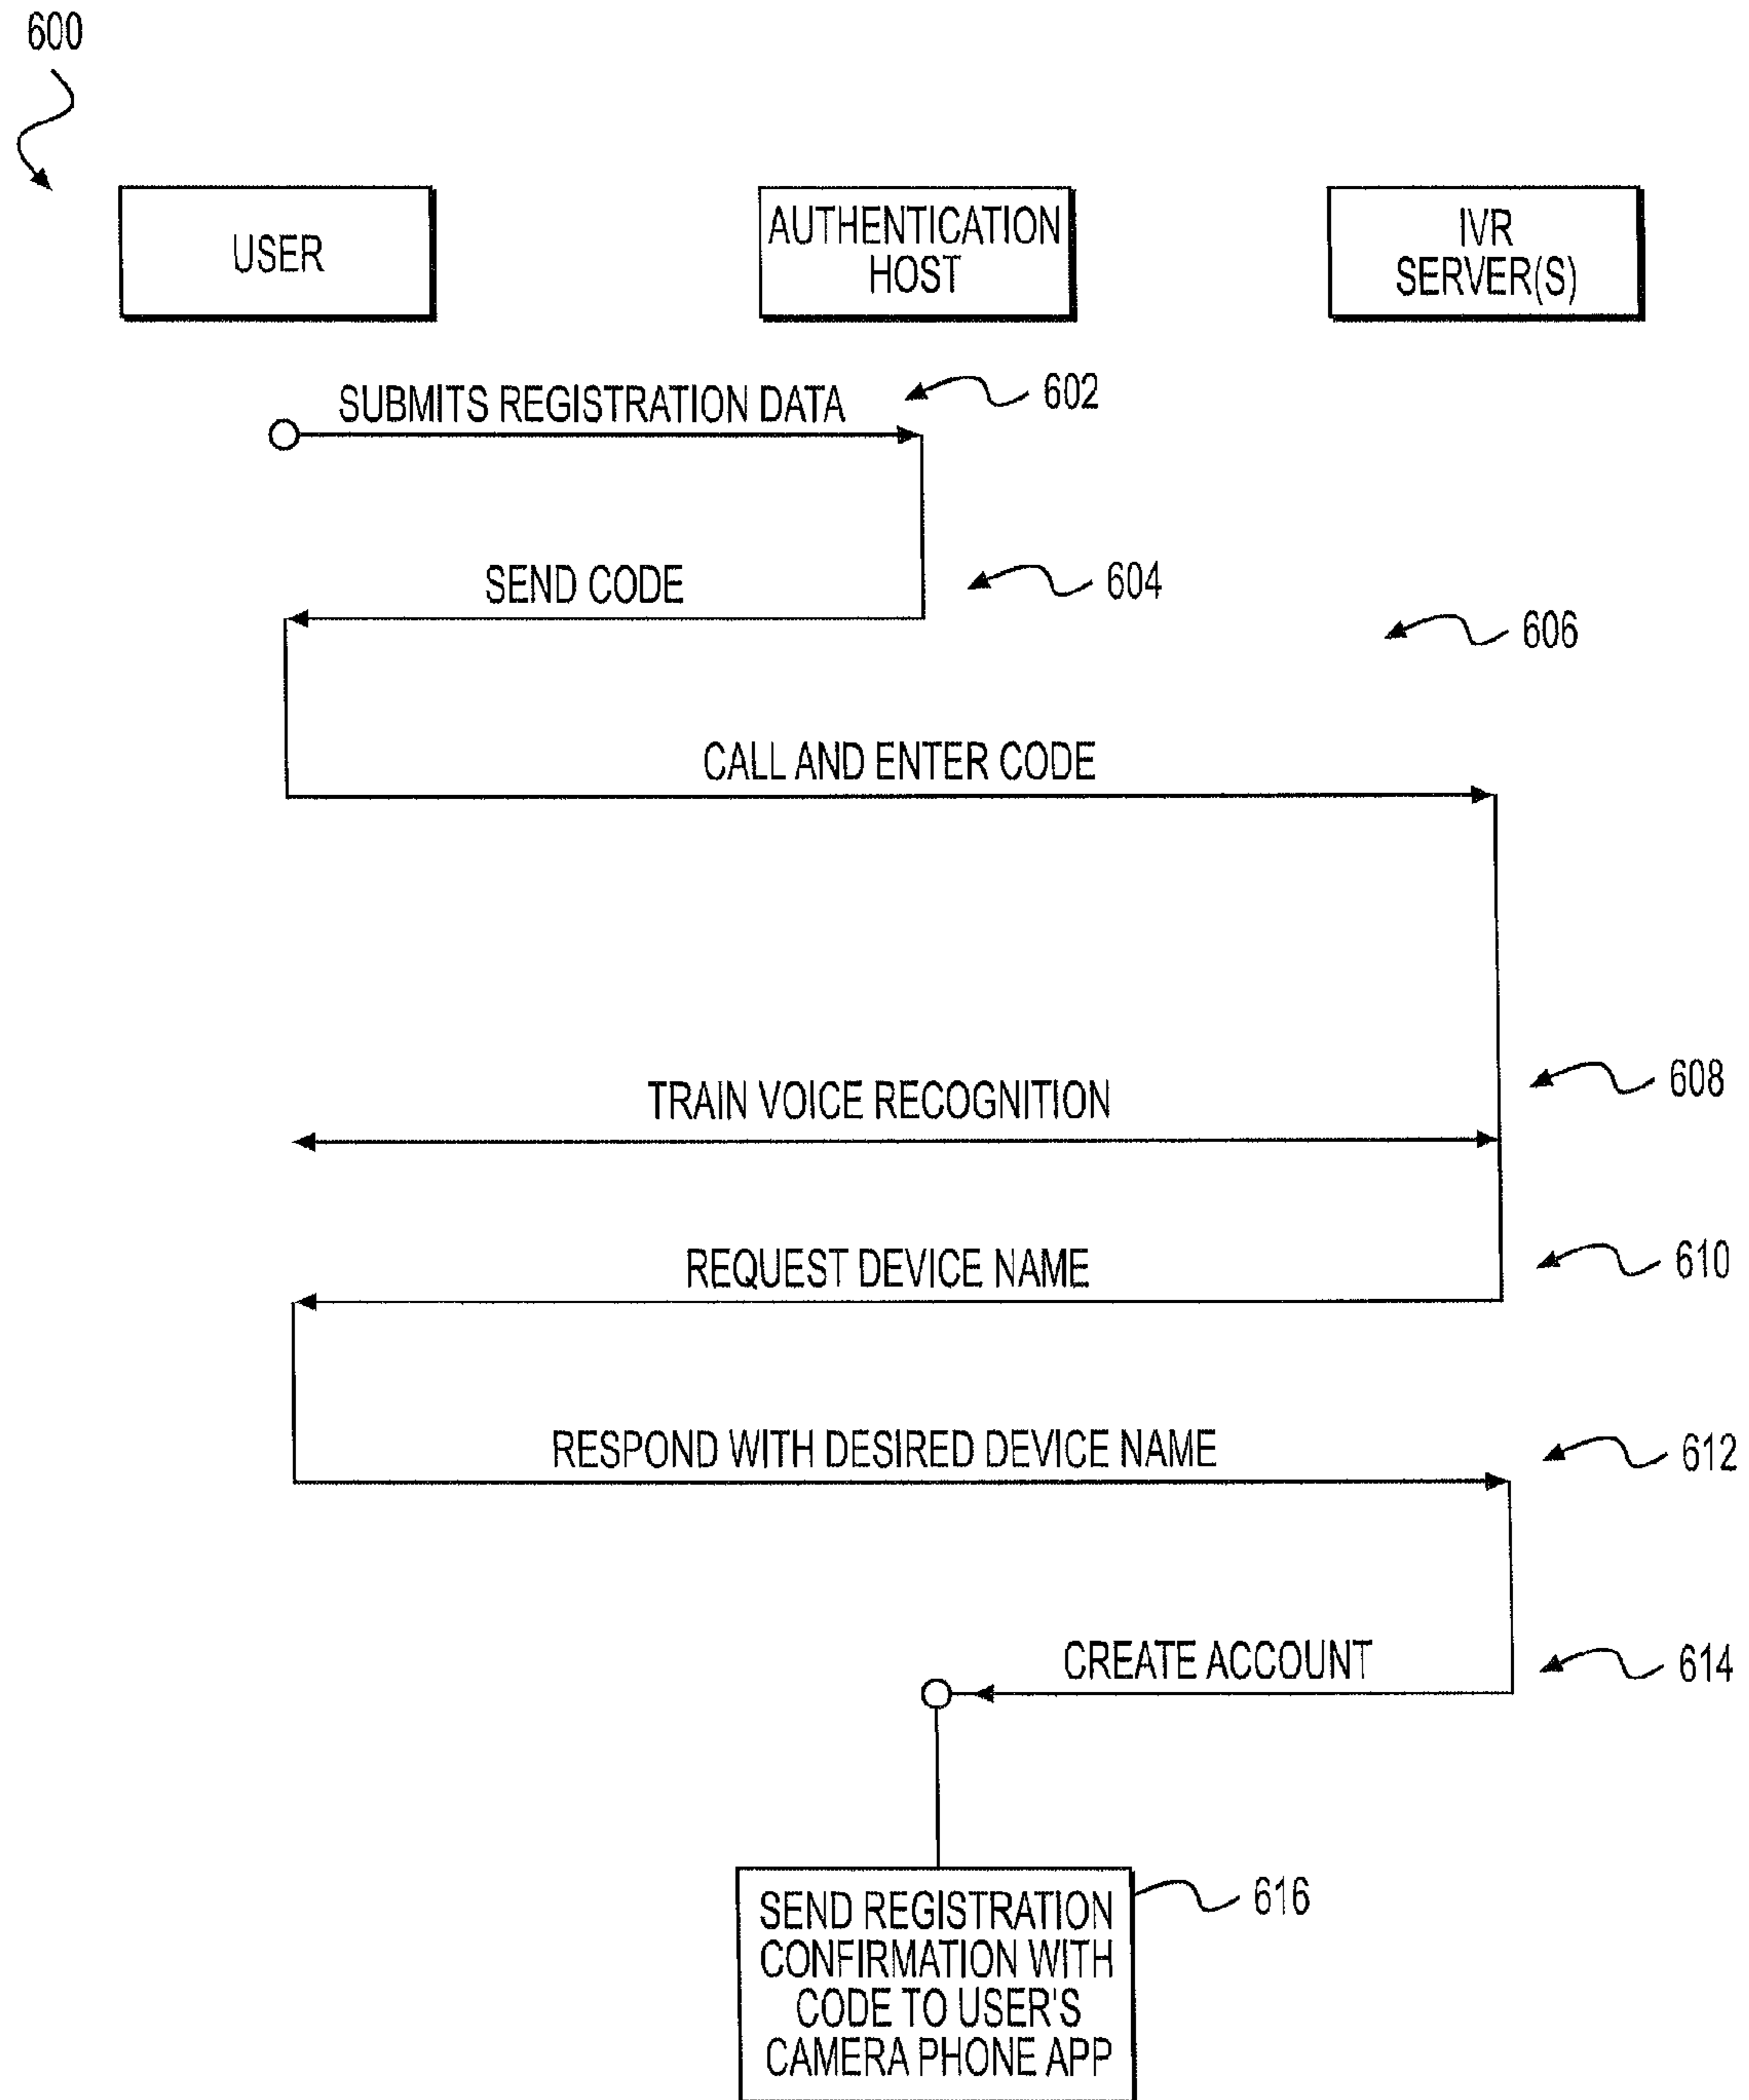 600
USER
AUTHENTICATION
HOST
IVR
SERVER(S)
SUBMITS REGISTRATION DATA
602
SEND CODE
604
606
CALL AND ENTER CODE
TRAIN VOICE RECOGNITION
608
REQUEST DEVICE NAME
610
RESPOND WITH DESIRED DEVICE NAME
612
CREATE ACCOUNT
614
SEND REGISTRATION
CONFIRMATION WITH
CODE TO USER'S
CAMERA PHONE APP
616